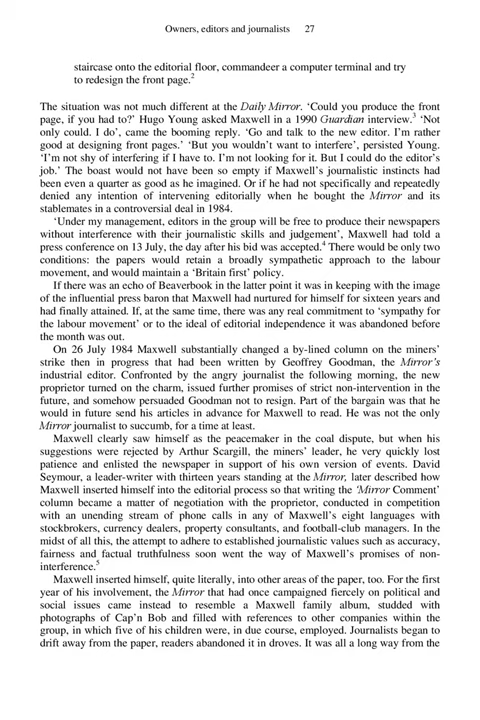 Owners, editors and journalists 27
staircase onto the editorial floor, commandeer a computer terminal and try
to redesign the front page.2
The situation was not much different at the Daily Mirror. ‘Could you produce the front
page, if you had to?’ Hugo Young asked Maxwell in a 1990 Guardian interview.3 ‘Not
only could. I do’, came the booming reply. ‘Go and talk to the new editor. I’m rather
good at designing front pages.’ ‘But you wouldn’t want to interfere’, persisted Young.
‘I’m not shy of interfering if I have to. I’m not looking for it. But I could do the editor’s
job.’ The boast would not have been so empty if Maxwell’s journalistic instincts had
been even a quarter as good as he imagined. Or if he had not specifically and repeatedly
denied any intention of intervening editorially when he bought the Mirror and its
stablemates in a controversial deal in 1984.
‘Under my management, editors in the group will be free to produce their newspapers
without interference with their journalistic skills and judgement’, Maxwell had told a
press conference on 13 July, the day after his bid was accepted.4 There would be only two
conditions: the papers would retain a broadly sympathetic approach to the labour
movement, and would maintain a ‘Britain first’ policy.
If there was an echo of Beaverbook in the latter point it was in keeping with the image
of the influential press baron that Maxwell had nurtured for himself for sixteen years and
had finally attained. If, at the same time, there was any real commitment to ‘sympathy for
the labour movement’ or to the ideal of editorial independence it was abandoned before
the month was out.
On 26 July 1984 Maxwell substantially changed a by-lined column on the miners’
strike then in progress that had been written by Geoffrey Goodman, the Mirror’s
industrial editor. Confronted by the angry journalist the following morning, the new
proprietor turned on the charm, issued further promises of strict non-intervention in the
future, and somehow persuaded Goodman not to resign. Part of the bargain was that he
would in future send his articles in advance for Maxwell to read. He was not the only
Mirror journalist to succumb, for a time at least.
Maxwell clearly saw himself as the peacemaker in the coal dispute, but when his
suggestions were rejected by Arthur Scargill, the miners’ leader, he very quickly lost
patience and enlisted the newspaper in support of his own version of events. David
Seymour, a leader-writer with thirteen years standing at the Mirror, later described how
Maxwell inserted himself into the editorial process so that writing the ‘Mirror Comment’
column became a matter of negotiation with the proprietor, conducted in competition
with an unending stream of phone calls in any of Maxwell’s eight languages with
stockbrokers, currency dealers, property consultants, and football-club managers. In the
midst of all this, the attempt to adhere to established journalistic values such as accuracy,
fairness and factual truthfulness soon went the way of Maxwell’s promises of non-
interference.5
Maxwell inserted himself, quite literally, into other areas of the paper, too. For the first
year of his involvement, the Mirror that had once campaigned fiercely on political and
social issues came instead to resemble a Maxwell family album, studded with
photographs of Cap’n Bob and filled with references to other companies within the
group, in which five of his children were, in due course, employed. Journalists began to
drift away from the paper, readers abandoned it in droves. It was all a long way from the